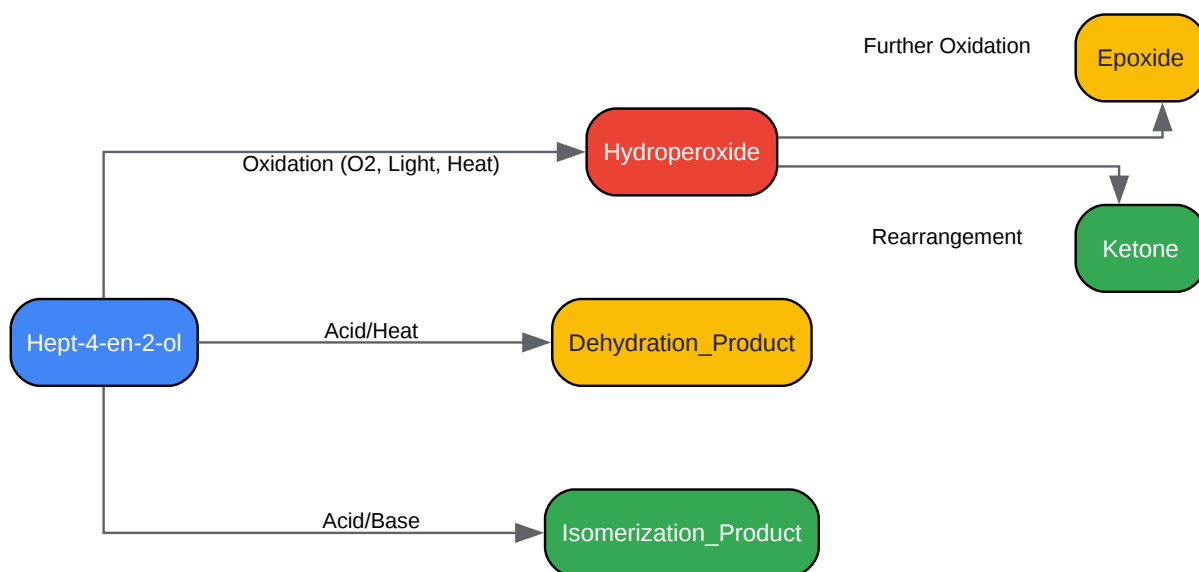 Further Oxidation
Epoxide
Hydroperoxide
Oxidation (O2, Light, Heat)
Rearrangement
Ketone
Hept-4-en-2-ol
Acid/Heat
Dehydration_Product
Acid/Base
Isomerization_Product